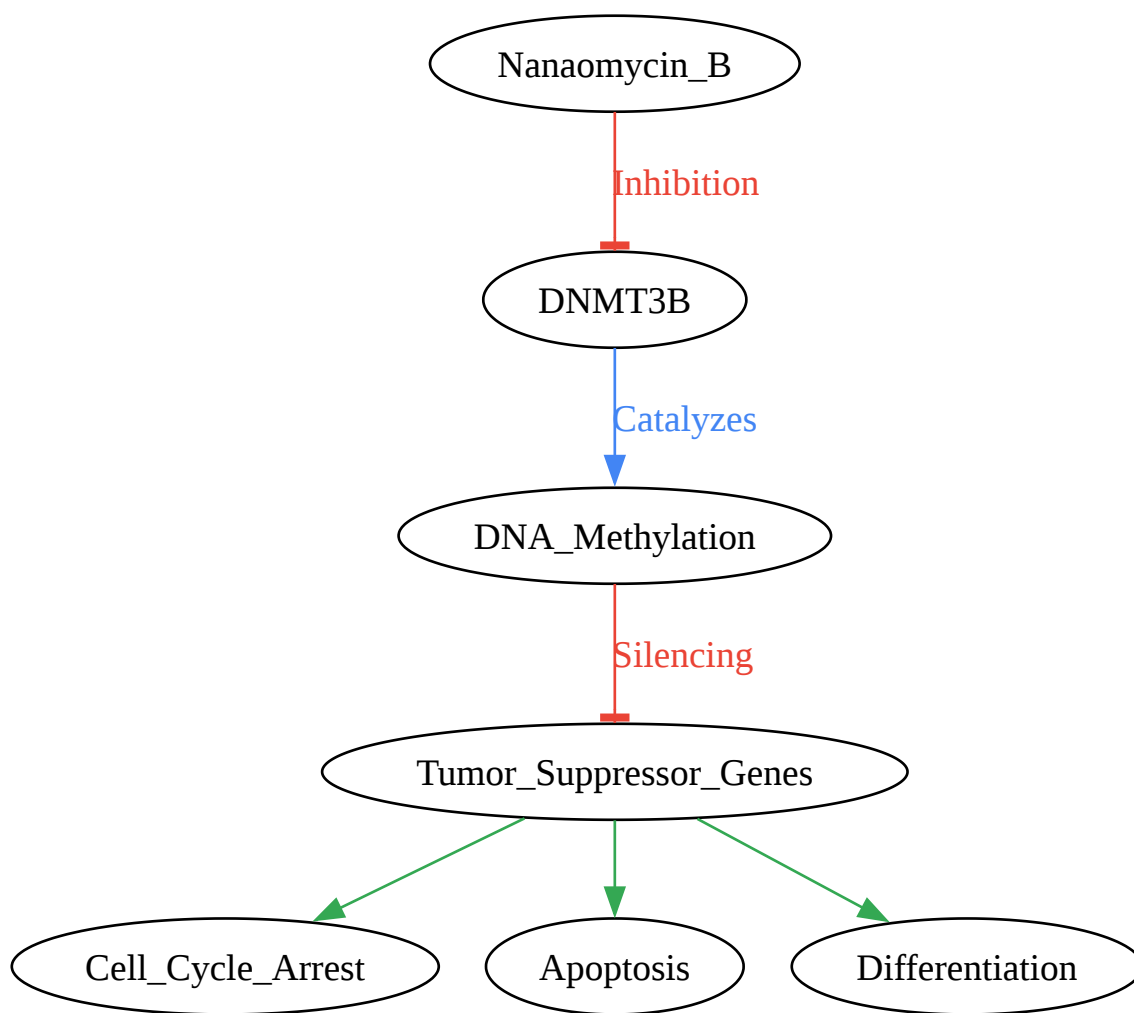 Nanaomycin_B
Inhibition
DNMT3B
Catalyzes
DNA_Methylation
Silencing
Tumor_Suppressor_Genes
Cell_Cycle_Arrest
Apoptosis
Differentiation